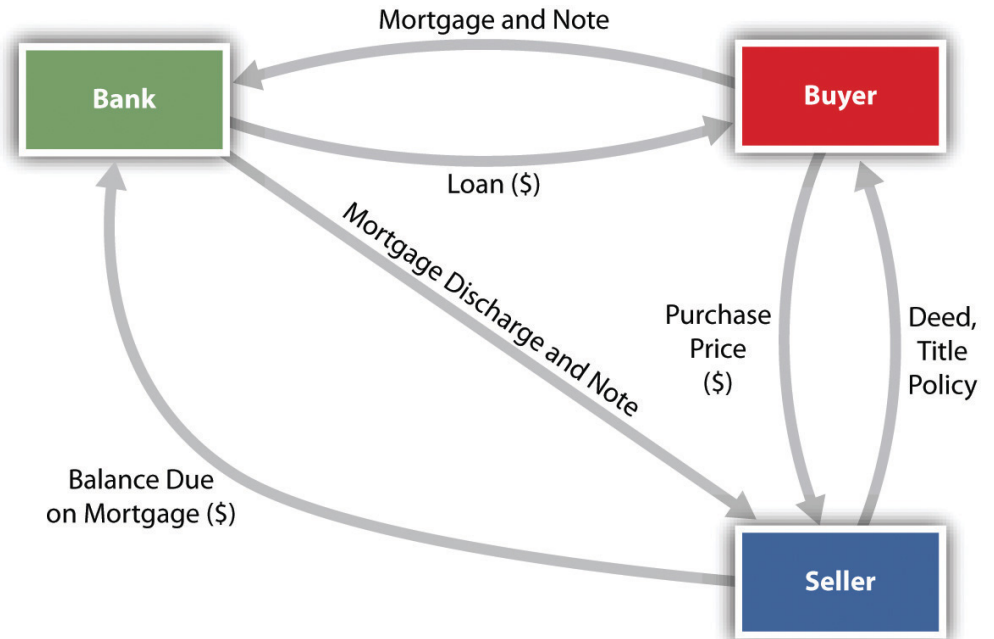 Mortgage and Note
Bank
Buyer
Loan ($)
Mortgage Discharge and Note
Purchase
Price
($)
Deed,
Title
Policy
Balance Due
on Mortgage ($)
Seller